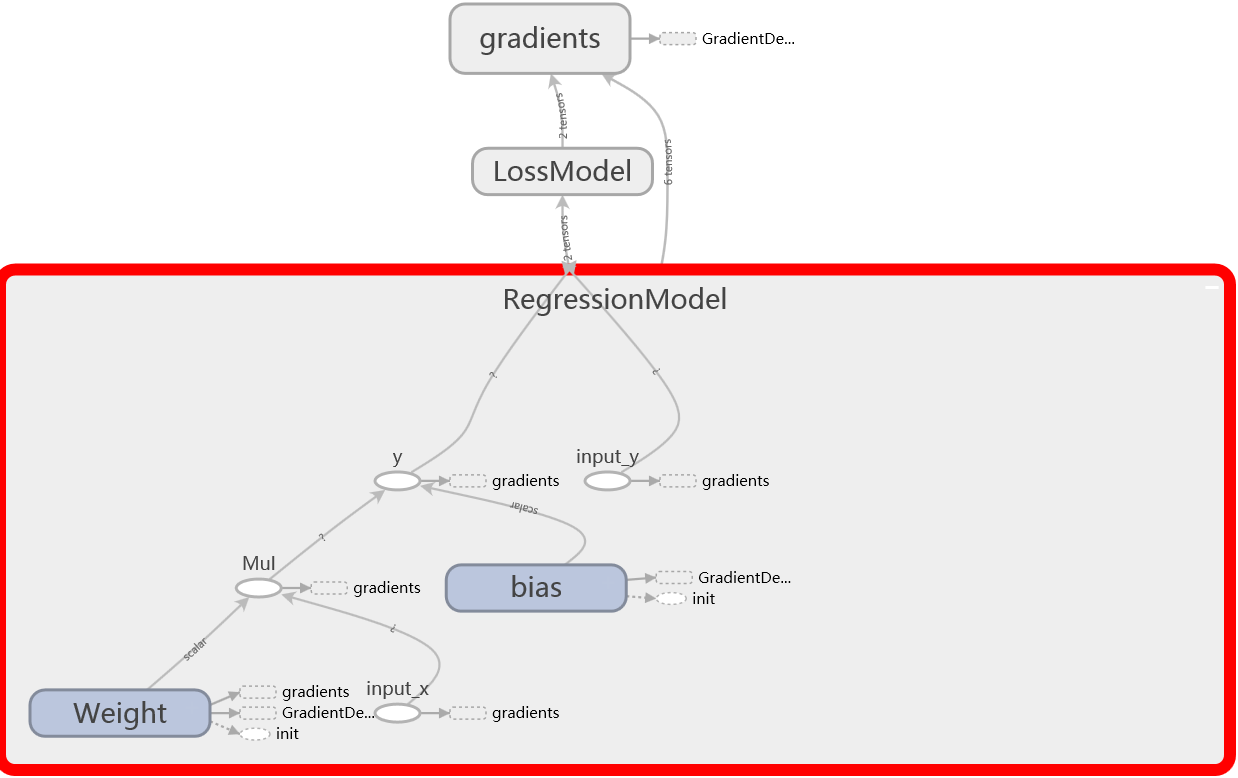 gradients
GradientDe...
2 tensors
LossModel
6 tensors
2 tensors
RegressionModel
?
?
y
gradients
input_y
gradients
scalar
?
Mul
gradients
bias
GradientDe...
init
scalar
?
Weight
gradients
GradientDe...
init
input_x
gradients